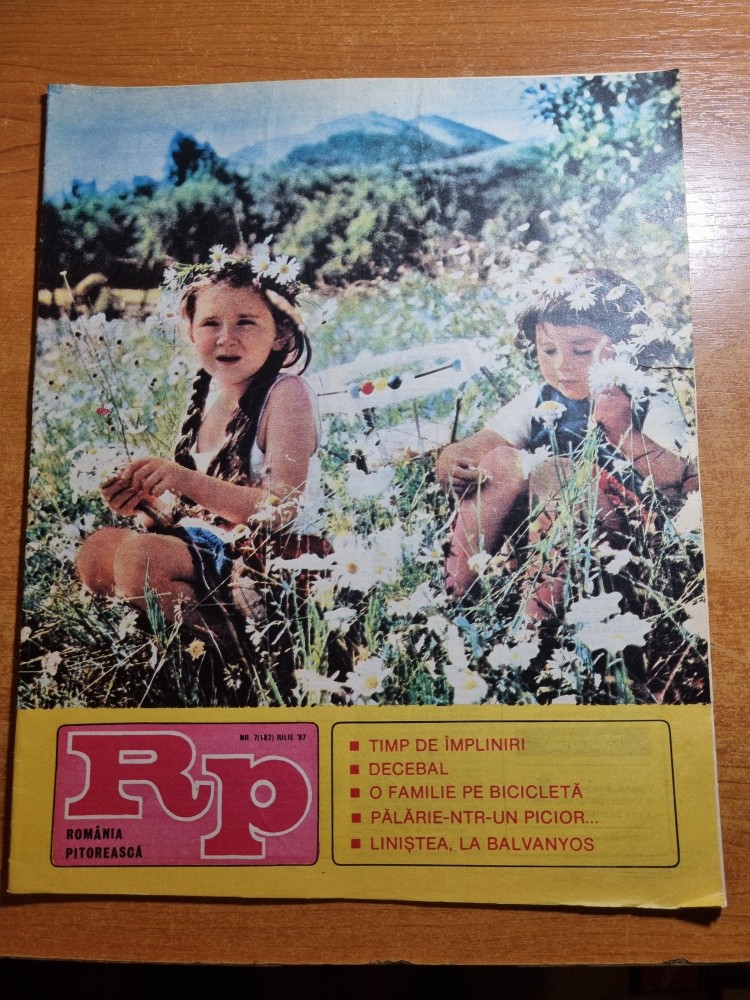 NR. 7(187) IULIE '87
Rp
ROMÂNIA
PITOREASCĂ
■ TIMP DE ÎMPLINIRI
■ DECEBAL
■ O FAMILIE PE BICICLETĂ
■ PĂLĂRIE-NTR-UN PICIOR...
■ LINIȘTEA, LA BALVANYOS